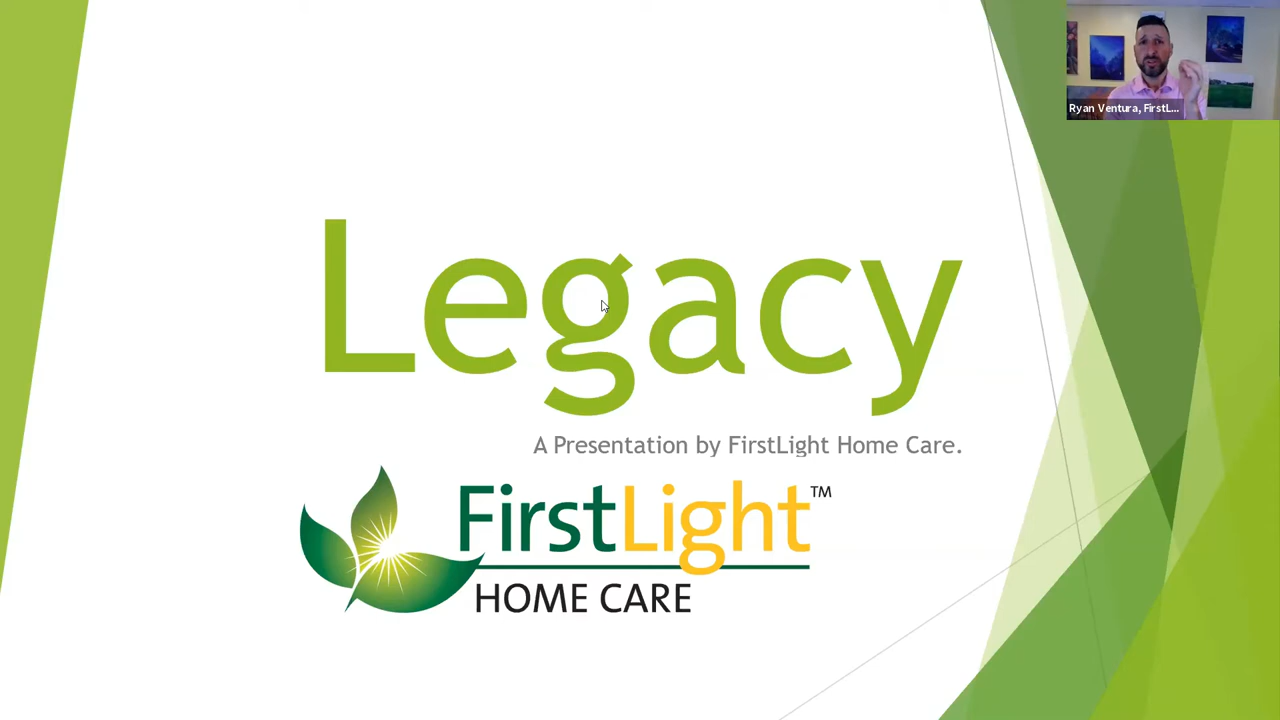 Ryan Ventura, FirstL...
Legacy
A Presentation by FirstLight Home Care.
FirstLight™
HOME CARE